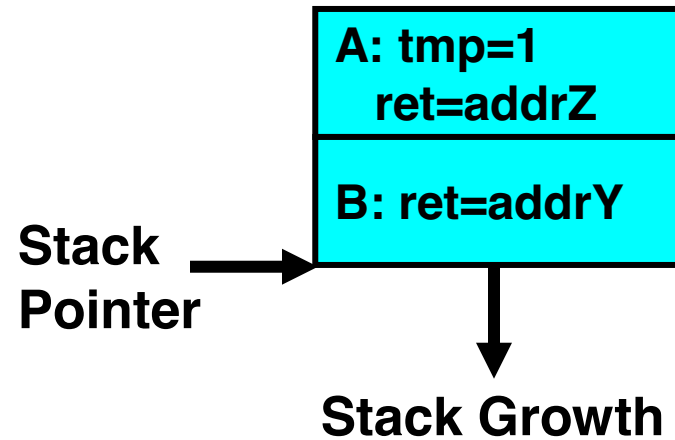 A: tmp=1
ret=addrZ
B: ret=addrY
Stack
Pointer
Stack Growth